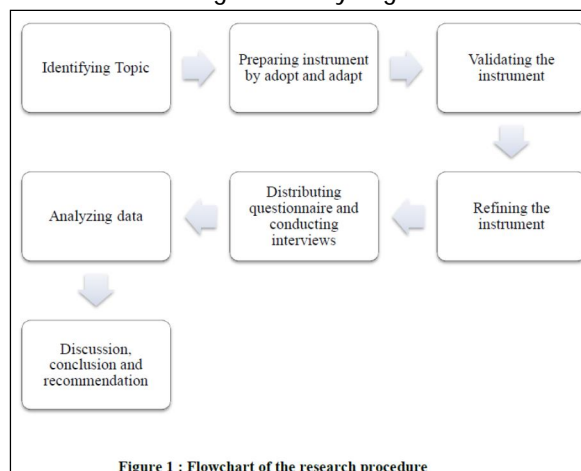 Identifying Topic
Preparing instrument
by adopt and adapt
Validating the
instrument
Refining the
instrument
Distributing
questionnaire and
conducting
interviews
Analyzing data
Discussion,
conclusion and
recommendation
Figure 1 : Flowchart of the research procedure